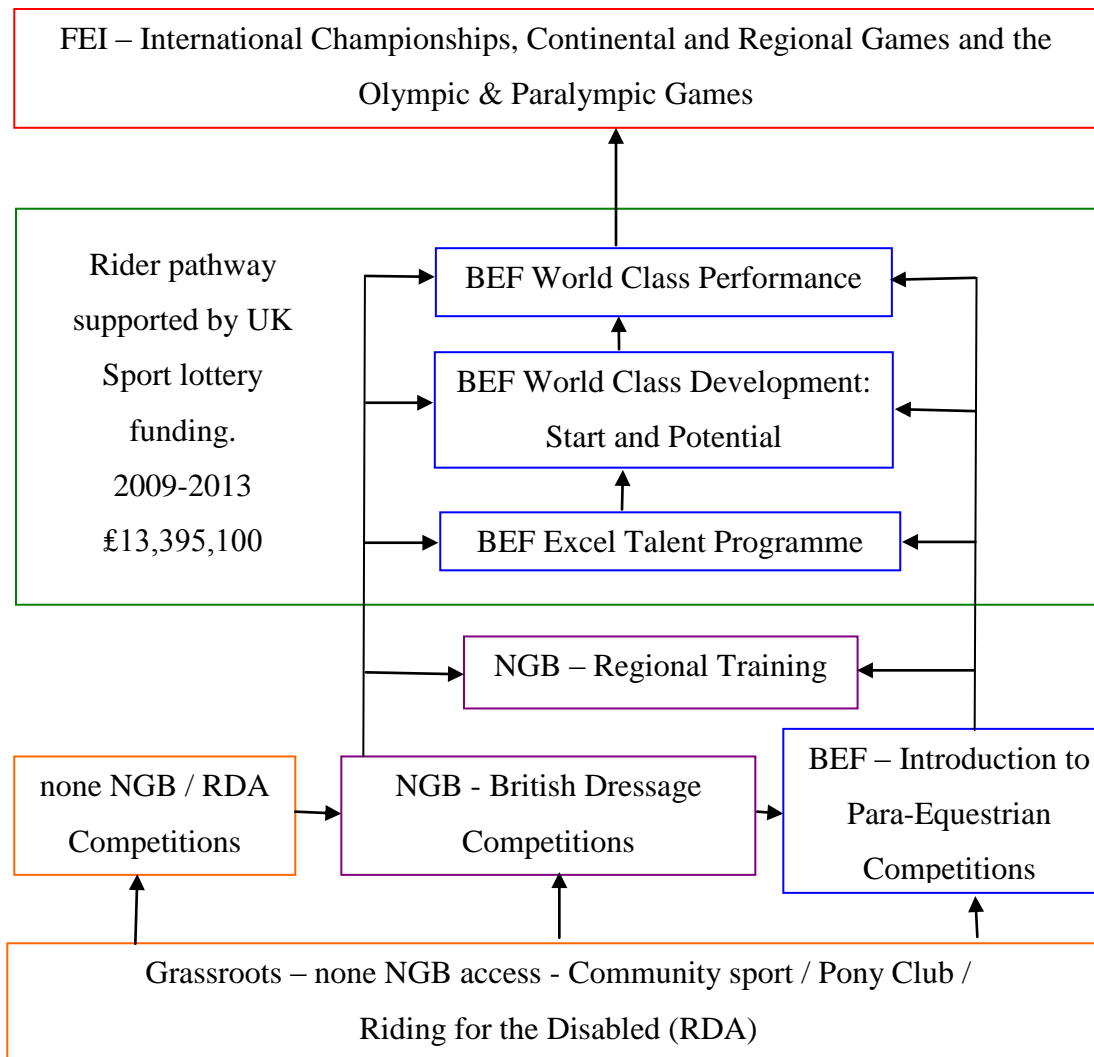 FEI – International Championships, Continental and Regional Games and the
Olympic & Paralympic Games
Rider pathway
supported by UK
Sport lottery
funding.
2009-2013
₤13,395,100
BEF World Class Performance
BEF World Class Development:
Start and Potential
BEF Excel Talent Programme
NGB – Regional Training
none NGB / RDA
Competitions
NGB - British Dressage
Competitions
BEF – Introduction to
Para-Equestrian
Competitions
Grassroots – none NGB access - Community sport / Pony Club /
Riding for the Disabled (RDA)